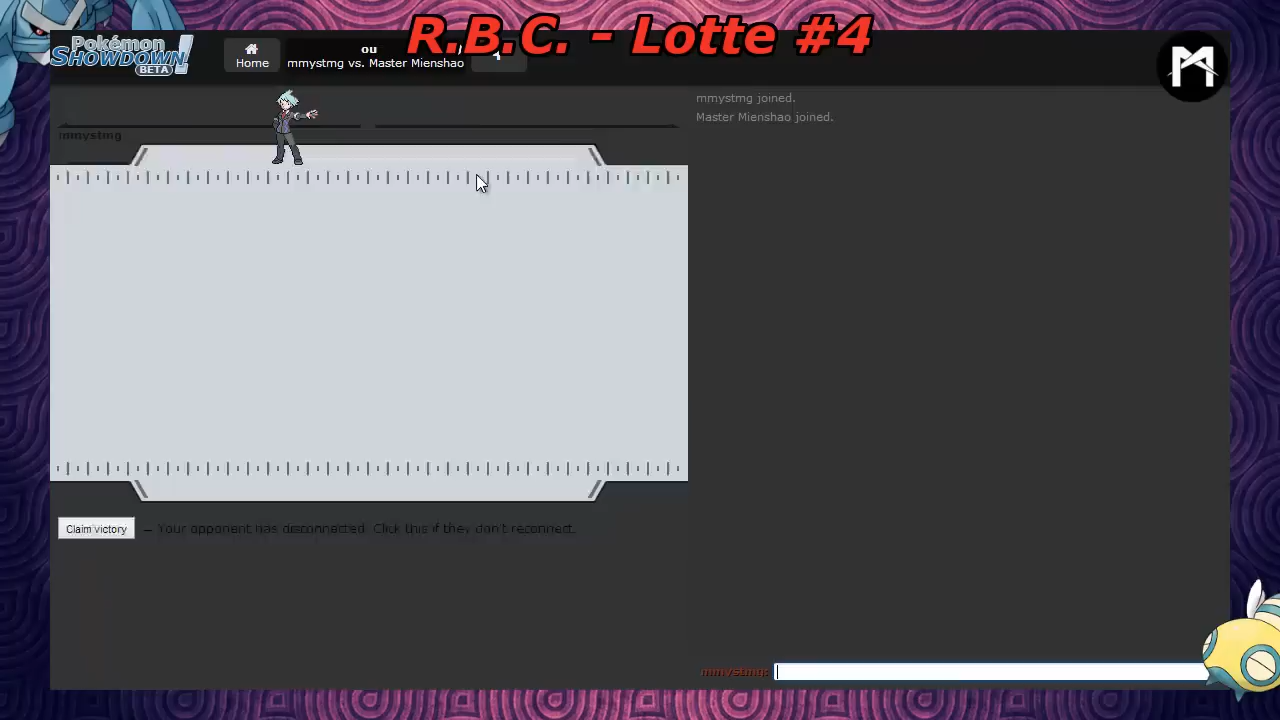 R.B.C. - Lotte #4
Pokémon
SHOWDOWN!
BETA
Home
ou
mmystmg vs. Master Mienshao
mmystmg joined.
Master Mienshao joined.
mmystmg
Claim victory
— Your opponent has disconnected. Click this if they don't reconnect.
mmystmg: